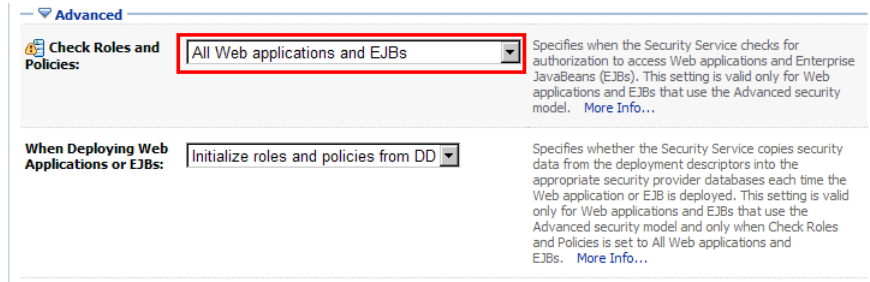 Advanced
Check Roles and
Policies:
All Web applications and EJBs
Specifies when the Security Service checks for
authorization to access Web applications and Enterprise
JavaBeans (EJBs). This setting is valid only for Web
applications and EJBs that use the Advanced security
model. More Info...
When Deploying Web
Applications or EJBs:
Initialize roles and policies from DD
Specifies whether the Security Service copies security
data from the deployment descriptors into the
appropriate security provider databases each time the
Web application or EJB is deployed. This setting is valid
only for Web applications and EJBs that use the
Advanced security model and only when Check Roles
and Policies is set to All Web applications and
EJBs. More Info...